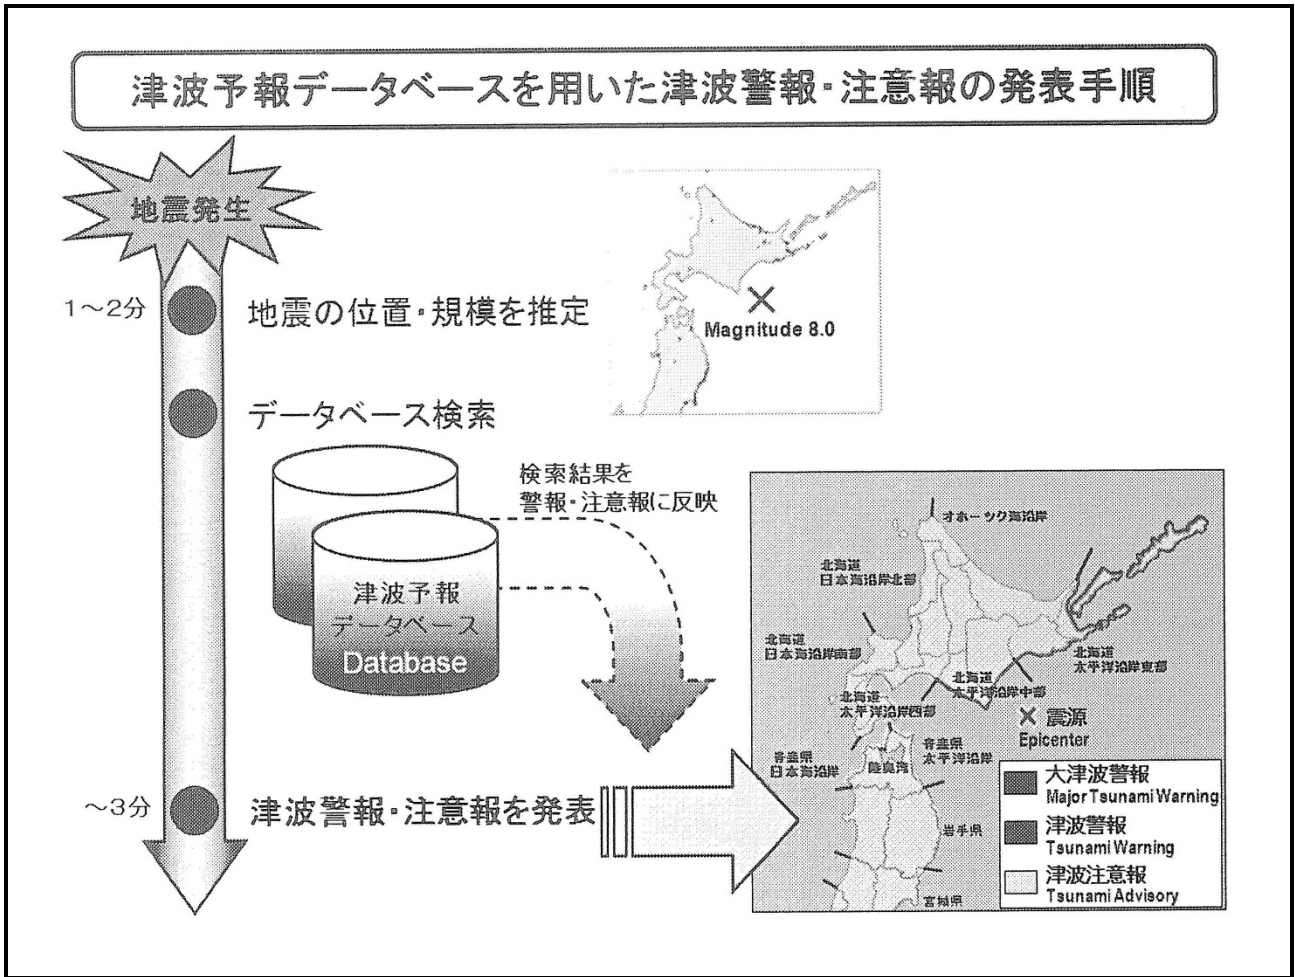 津波予報データベースを用いた津波警報・注意報の発表手順
地震発生
1～2分
地震の位置・規模を推定
Magnitude 8.0
データベース検索
検索結果を
警報・注意報に反映
津波予報
データベース
Database
～3分
津波警報・注意報を発表
オホーツク海沿岸
北海道
日本海沿岸北部
北海道
日本海沿岸南部
北海道
太平洋沿岸東部
北海道
太平洋沿岸中部
北海道
太平洋沿岸西部
震源
Epicenter
青森県
日本海沿岸
陸奥湾
青森県
太平洋沿岸
岩手県
宮城県
大津波警報
Major Tsunami Warning
津波警報
Tsunami Warning
津波注意報
Tsunami Advisory